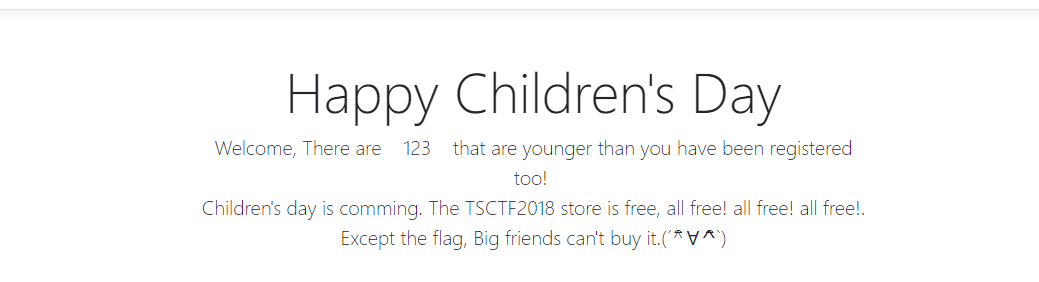 Happy Children's Day
Welcome, There are 123 that are younger than you have been registered
too!
Children's day is comming. The TSCTF2018 store is free, all free! all free! all free!.
Except the flag, Big friends can't buy it.(´^∀^`)